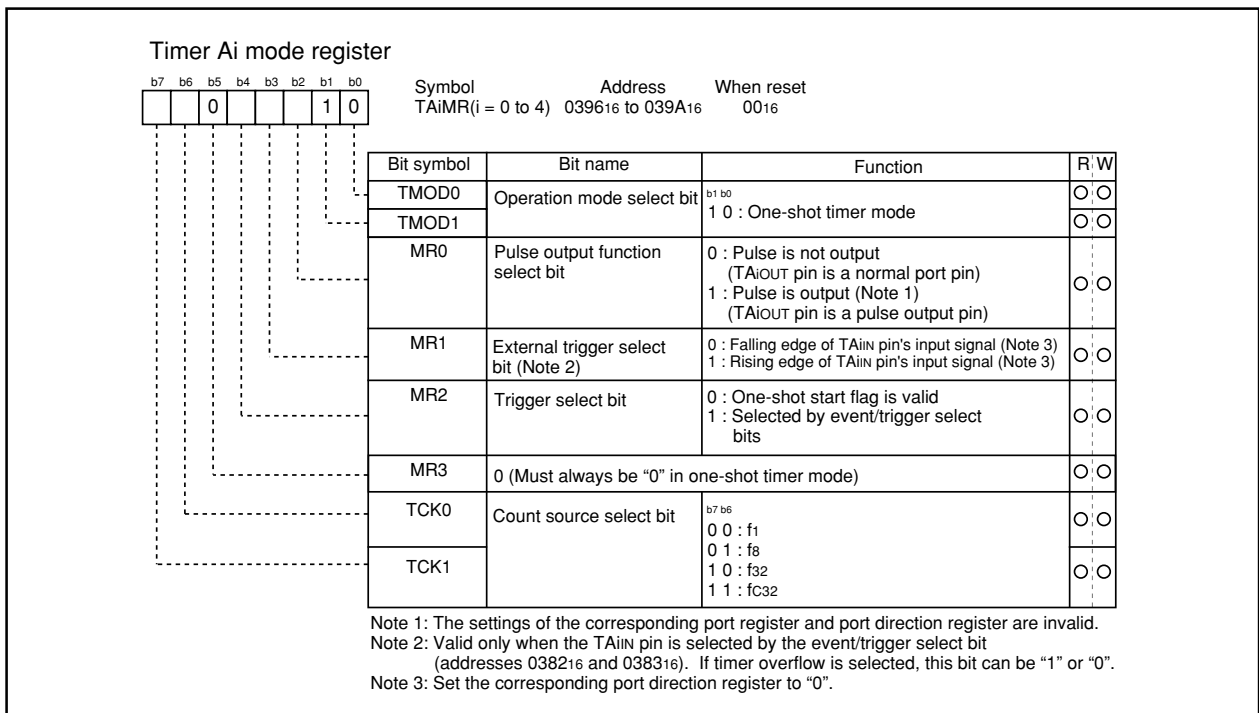 Timer Ai mode register
b7 b6 b5 b4 b3 b2 b1 b0
0 1 0
Symbol Address When reset
TAiMR(i = 0 to 4) 039616 to 039A16 0016
Bit symbol Bit name Function R W
TMOD0 Operation mode select bit b1 b0
1 0 : One-shot timer mode
TMOD1
MR0 Pulse output function select bit
0 : Pulse is not output
(TAiOUT pin is a normal port pin)
1 : Pulse is output (Note 1)
(TAiOUT pin is a pulse output pin)
MR1 External trigger select bit (Note 2)
0 : Falling edge of TAiIN pin's input signal (Note 3)
1 : Rising edge of TAiIN pin's input signal (Note 3)
MR2 Trigger select bit
0 : One-shot start flag is valid
1 : Selected by event/trigger select
bits
MR3 0 (Must always be “0” in one-shot timer mode)
TCK0 Count source select bit b7 b6
0 0 : f1
0 1 : f8
TCK1
1 0 : f32
1 1 : fC32
Note 1: The settings of the corresponding port register and port direction register are invalid.
Note 2: Valid only when the TAiIN pin is selected by the event/trigger select bit
(addresses 038216 and 038316). If timer overflow is selected, this bit can be “1” or “0”.
Note 3: Set the corresponding port direction register to “0”.